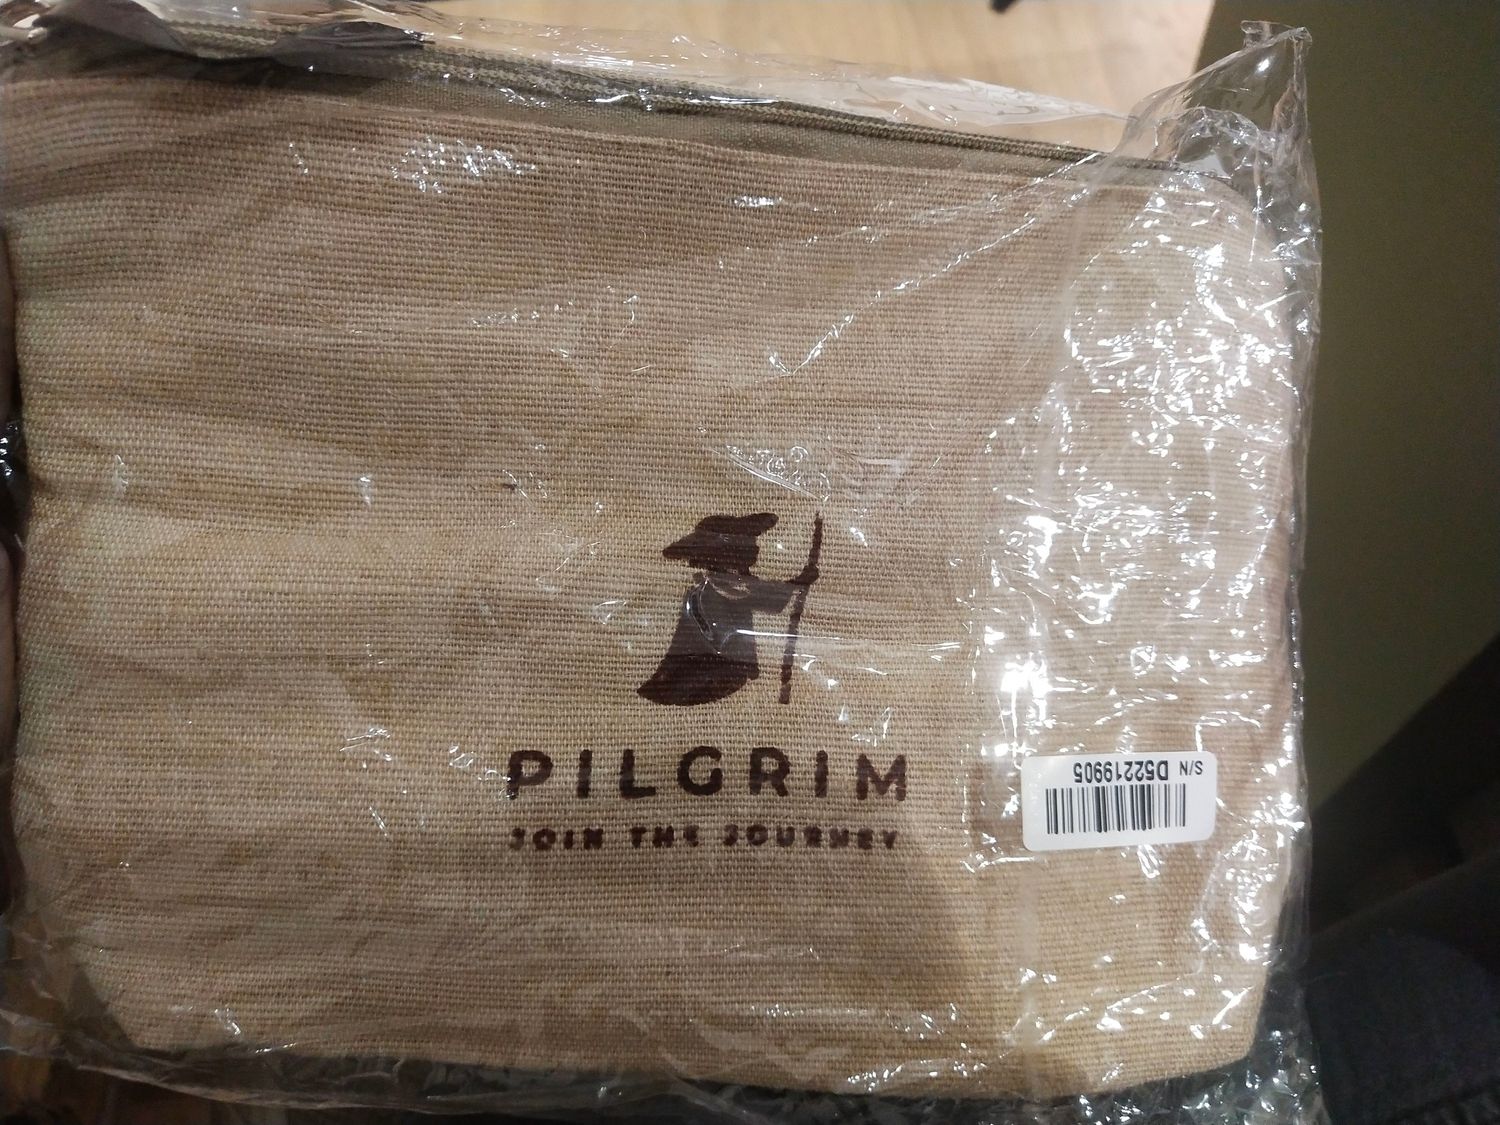 PILGRIM
JOIN THE JOURNEY
S/N D52219905